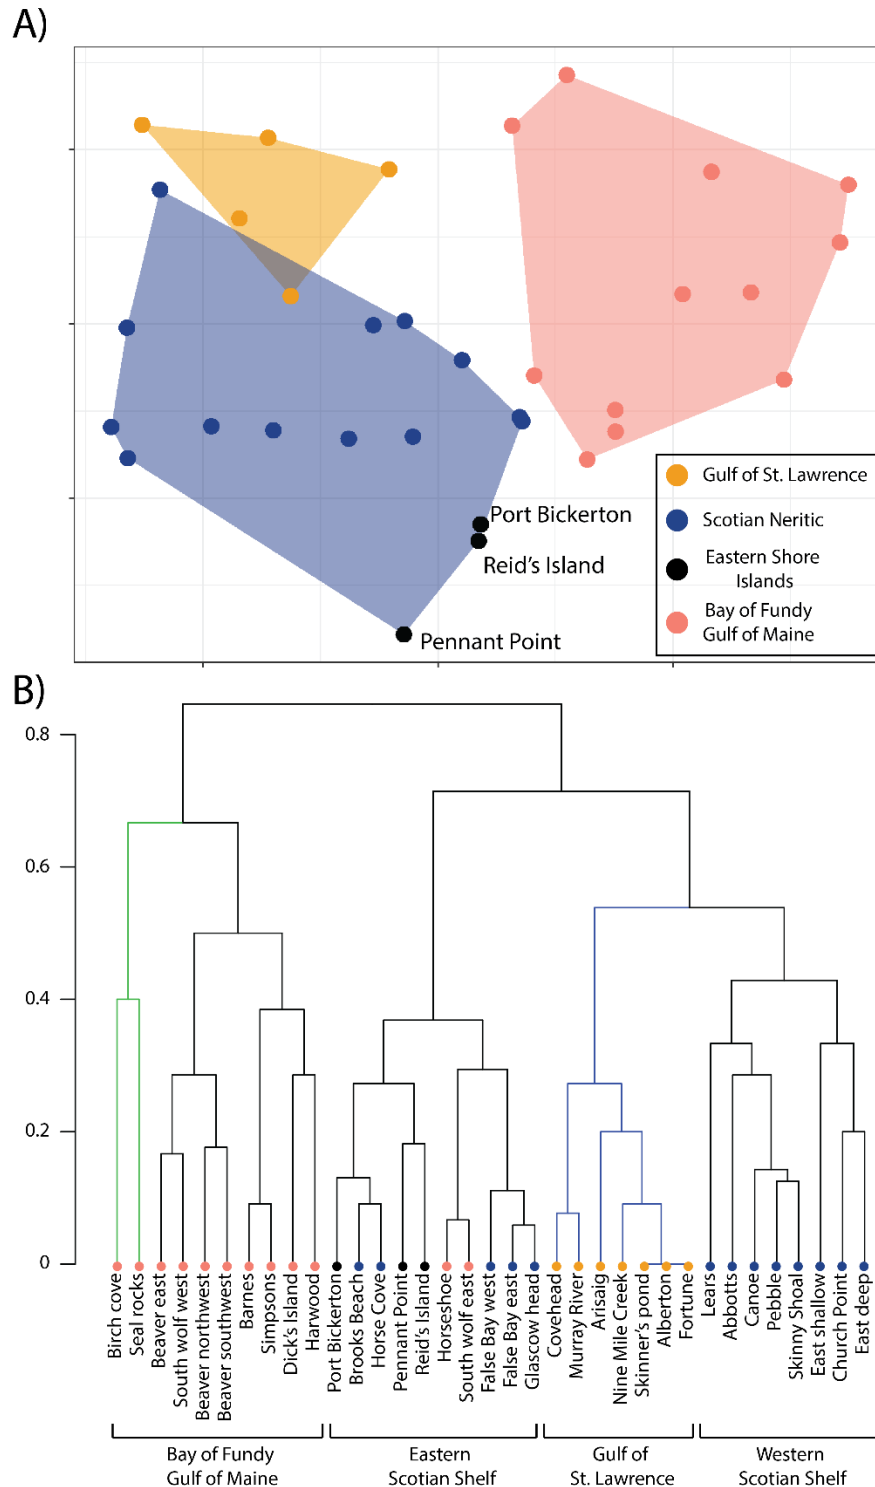 A)
Port Bickerton
Reid's Island
Pennant Point
Gulf of St. Lawrence
Scotian Neritic
Eastern Shore
Islands
Bay of Fundy
Gulf of Maine
B)
0.8
0.6
0.4
0.2
0
Birch cove
Seal rocks
Beaver east
South wolf west
Beaver northwest
Beaver southwest
Barnes
Simpsons
Dick's Island
Harwood
Port Bickerton
Brooks Beach
Horse Cove
Pennant Point
Reid's Island
Horseshoe
South wolf east
False Bay west
False Bay east
Glascow head
Covehead
Murray River
Arisaig
Nine Mile Creek
Skinner's pond
Alberton
Fortune
Lears
Abbotts
Canoe
Pebble
Skinny Shoal
East shallow
Church Point
East deep
Bay of Fundy
Gulf of Maine
Eastern
Scotian Shelf
Gulf of
St. Lawrence
Western
Scotian Shelf